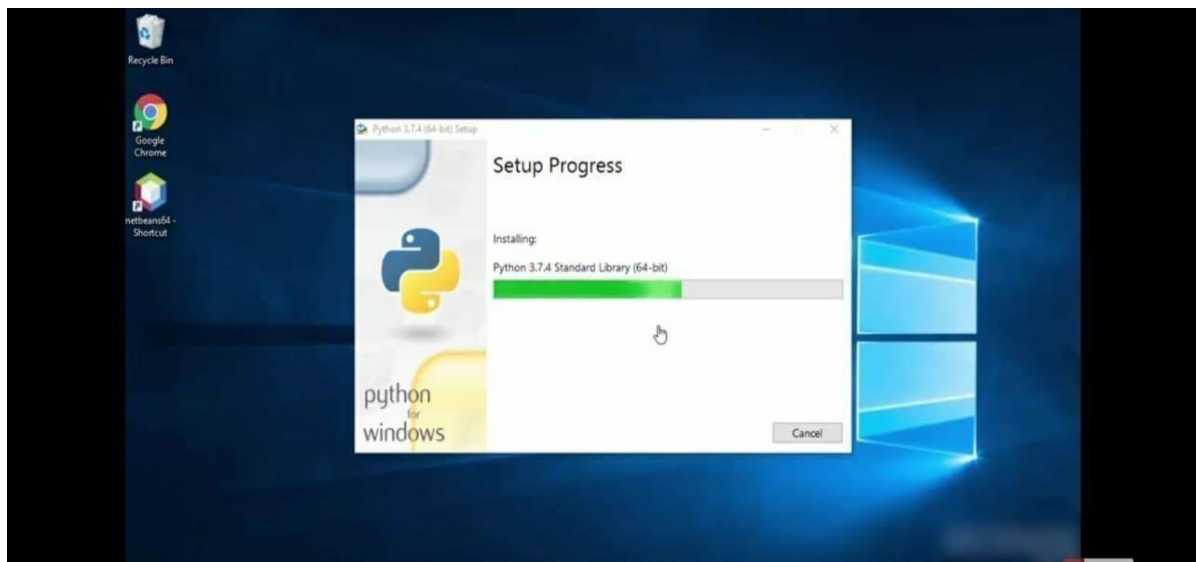 Recycle Bin
Google
Chrome
netbeans64 -
Shortcut
Python 3.7.4 (64-bit) Setup
Setup Progress
Installing:
Python 3.7.4 Standard Library (64-bit)
python
for
windows
Cancel